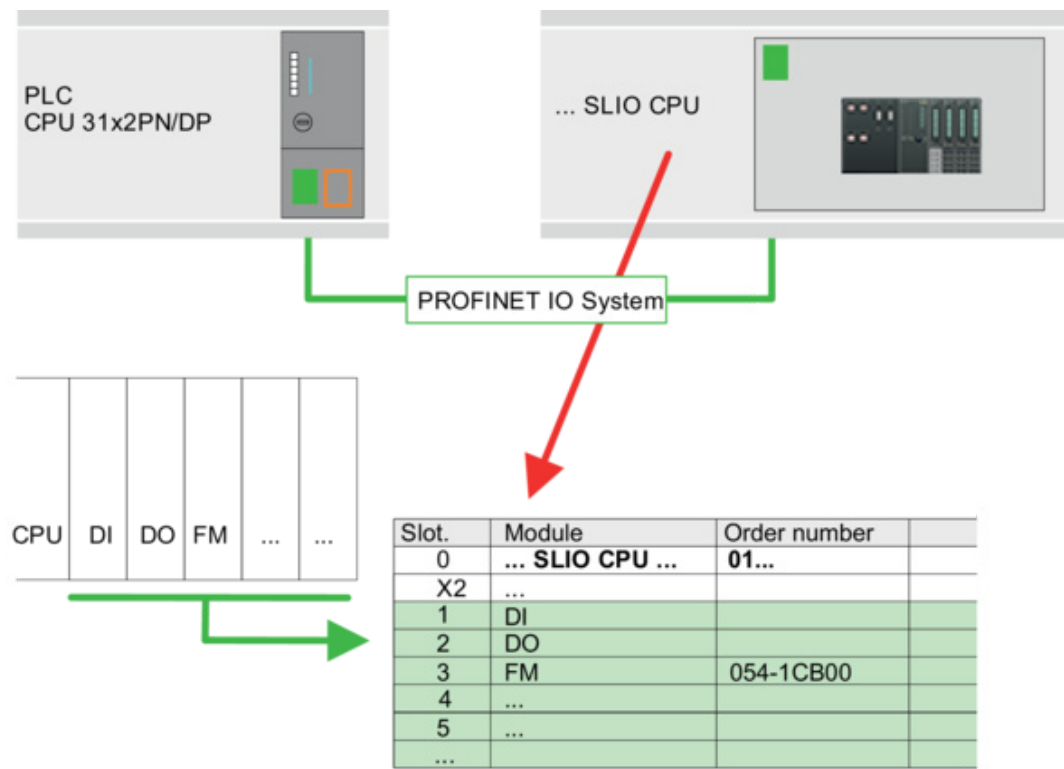 PLC
CPU 31x2PN/DP
... SLIO CPU
PROFINET IO System
CPU DI DO FM ... ...
Slot. Module Order number
0 ... SLIO CPU ... 01...
X2 ...
1 DI
2 DO
3 FM 054-1CB00
4 ...
5 ...
...